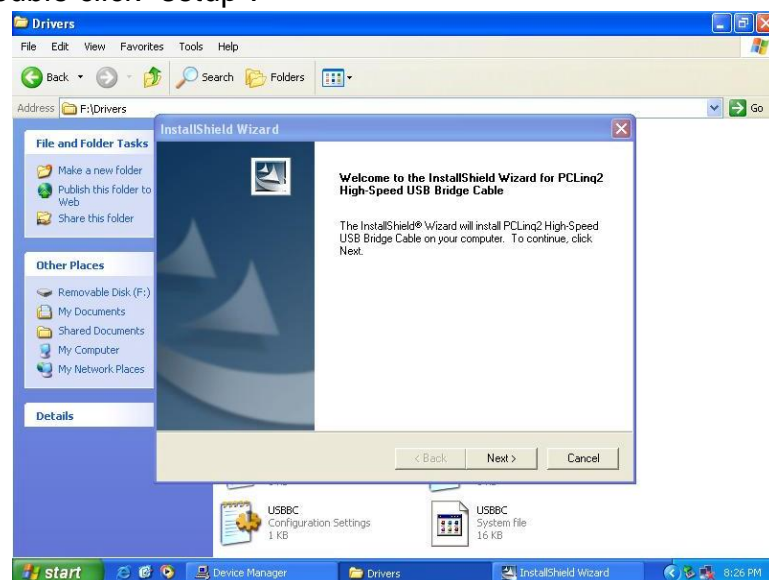 Drivers
File Edit View Favorites Tools Help
Back Search Folders
Address F:\Drivers Go
File and Folder Tasks
Make a new folder
Publish this folder to
Web
Share this folder
Other Places
Removable Disk (F:)
My Documents
Shared Documents
My Computer
My Network Places
Details
InstallShield Wizard
Welcome to the InstallShield Wizard for PCLinq2
High-Speed USB Bridge Cable
The InstallShield® Wizard will install PCLinq2 High-Speed
USB Bridge Cable on your computer. To continue, click
Next.
< Back Next > Cancel
USBBC
Configuration Settings
1 KB
USBBC
System file
16 KB
start Device Manager Drivers InstallShield Wizard 8:26 PM